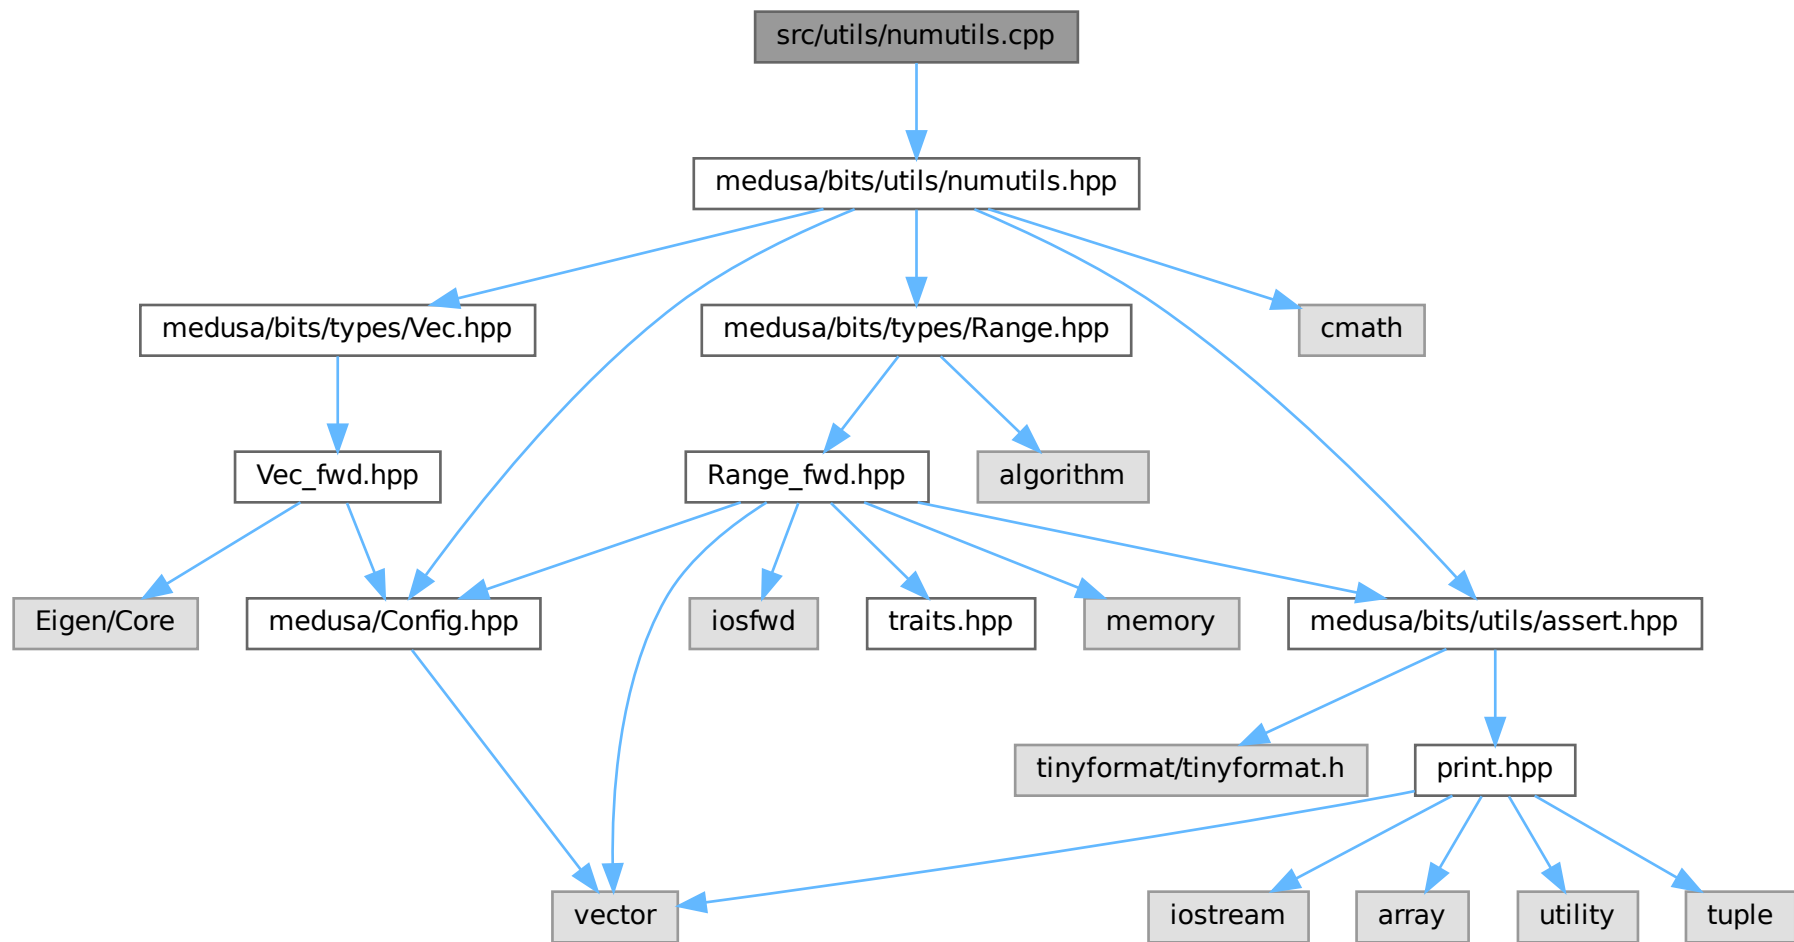 src/utils/numutils.cpp
medusa/bits/utils/numutils.hpp
medusa/bits/types/Vec.hpp
medusa/bits/types/Range.hpp
cmath
Vec_fwd.hpp
Range_fwd.hpp
algorithm
Eigen/Core
medusa/Config.hpp
iosfwd
traits.hpp
memory
medusa/bits/utils/assert.hpp
tinyformat/tinyformat.h
print.hpp
vector
iostream
array
utility
tuple